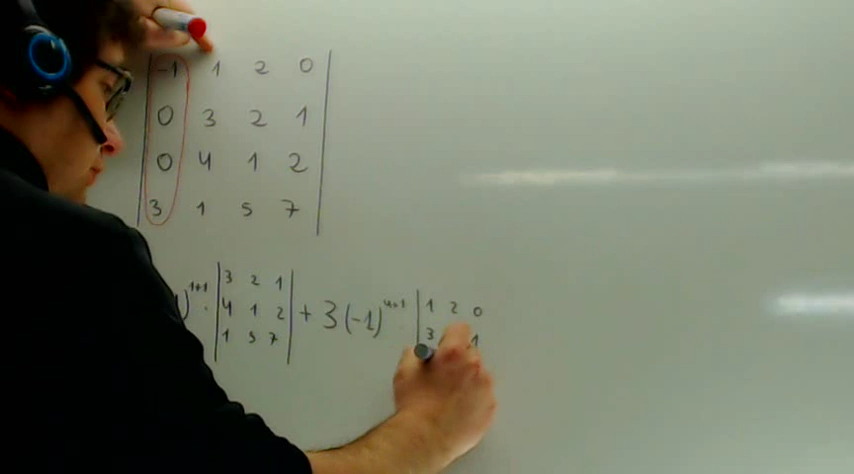 -1 1 2 0
0 3 2 1
0 4 1 2
3 1 5 7
)^{1+1} · |3 2 1| + 3(-1)^{4+1} |1 2 0
|4 1 2| |3 1
|1 5 7|